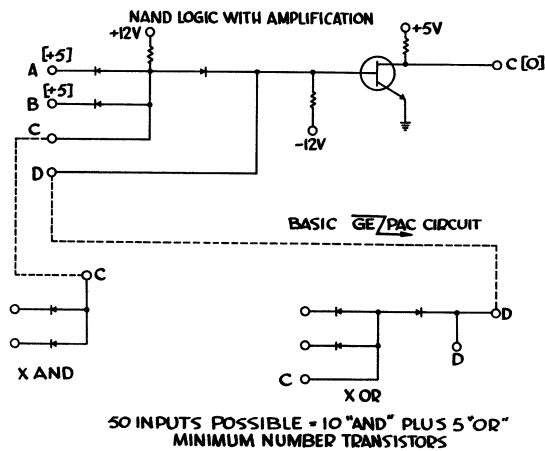 NAND LOGIC WITH AMPLIFICATION
+12V
+5V
[+5]
A
C [0]
[+5]
B
C
-12V
D
BASIC GE/PAC CIRCUIT
C
D
D
X AND
C
X OR
50 INPUTS POSSIBLE = 10 "AND" PLUS 5 "OR"
MINIMUM NUMBER TRANSISTORS